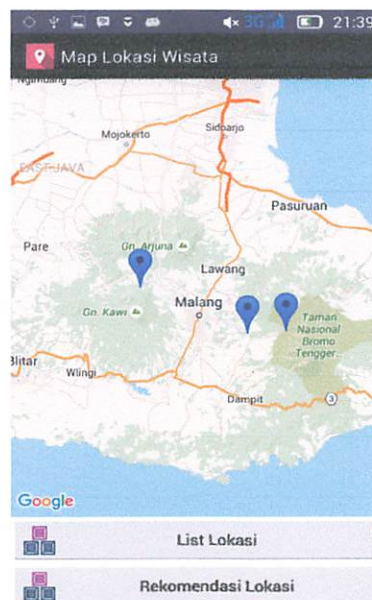 3G 21:39
Map Lokasi Wisata
Mojokerto
Sidoarjo
EAST JAVA
Pasuruan
Pare
Gn. Arjuna
Lawang
Gn. Kawi
Malang
Taman
Nasional
Bromo
Tengger...
Blitar
Wlingi
Dampit
3
Google
List Lokasi
Rekomendasi Lokasi